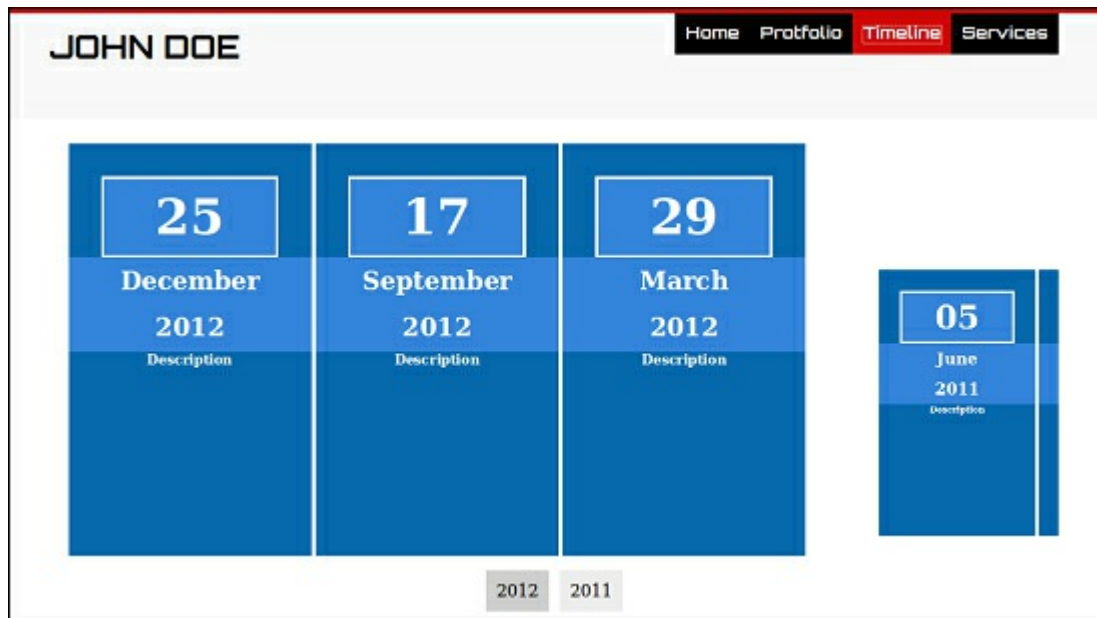 JOHN DOE
Home Protfolio Timeline Services
25
December
2012
Description
17
September
2012
Description
29
March
2012
Description
05
June
2011
Description
2012 2011